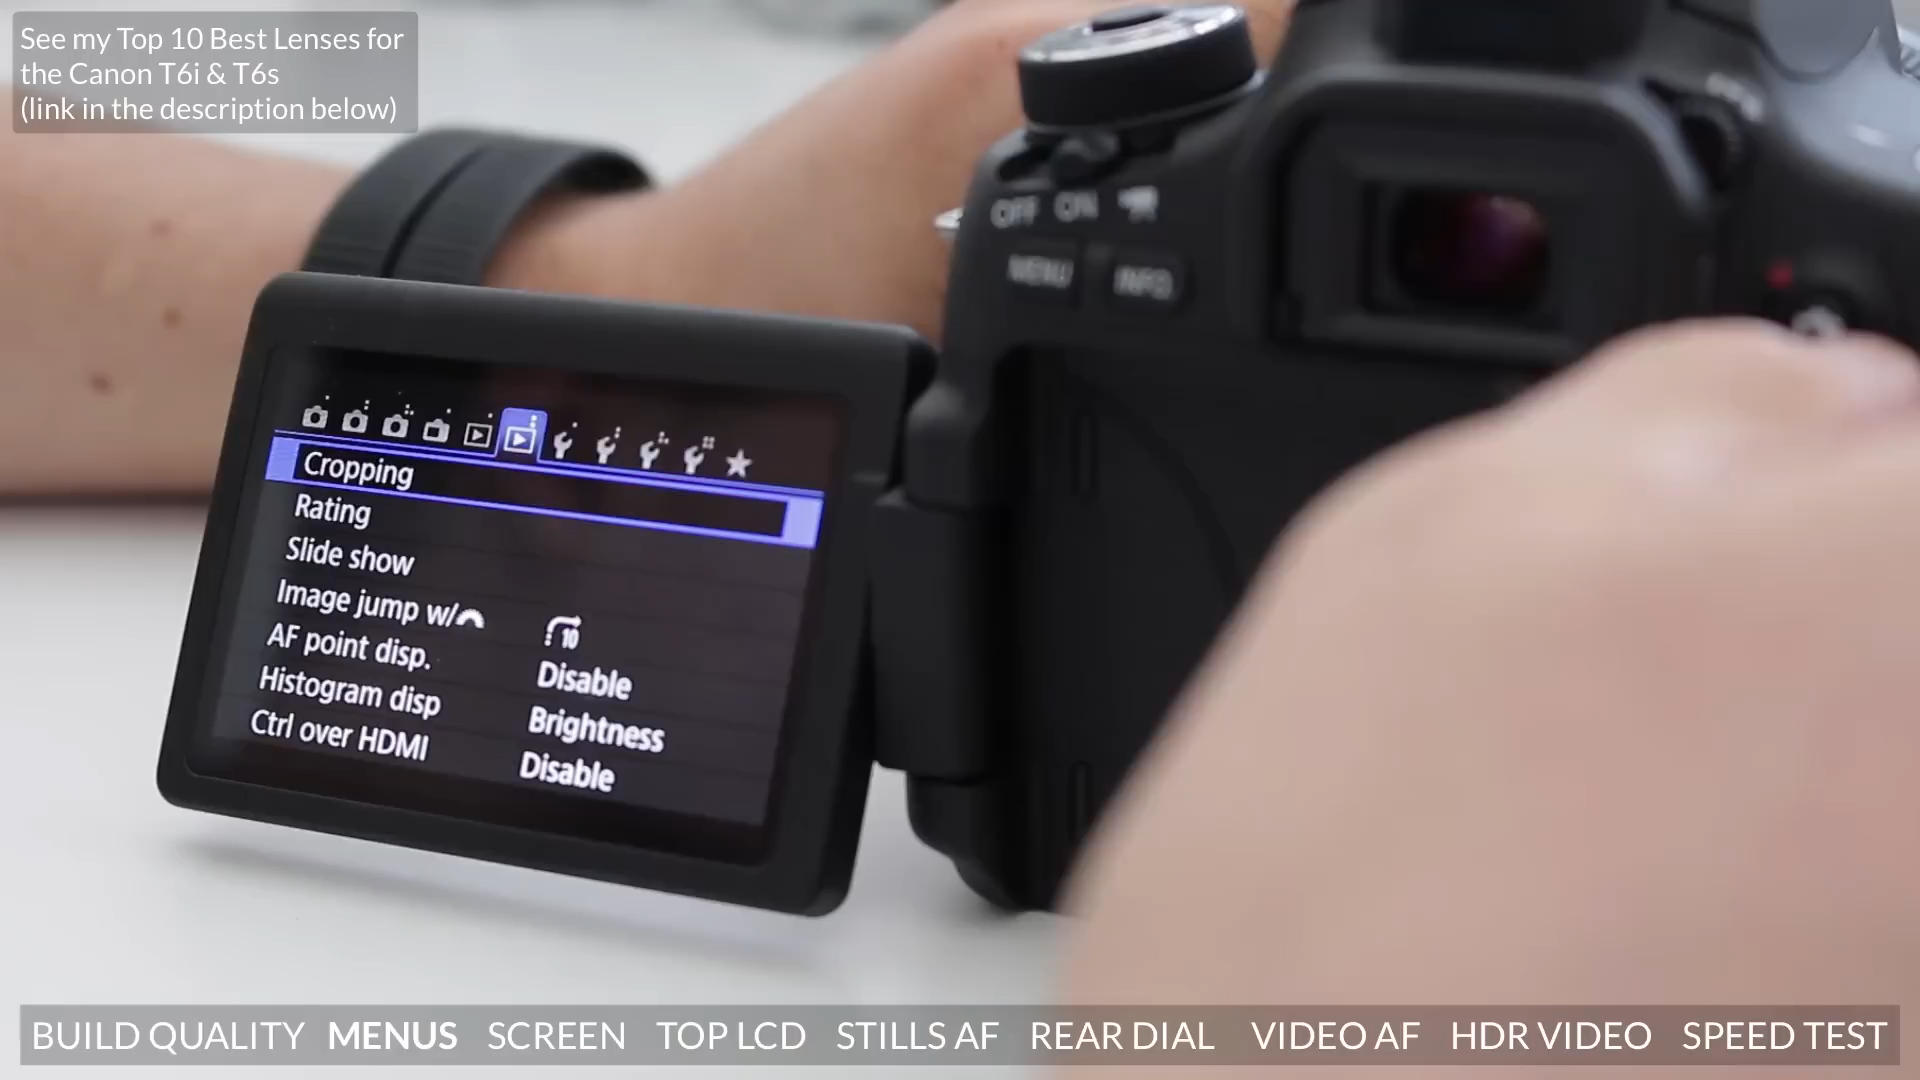 See my Top 10 Best Lenses for
the Canon T6i & T6s
(link in the description below)
OFF ON
MENU INFO
Cropping
Rating
Slide show
Image jump w/ 10
AF point disp. Disable
Histogram disp Brightness
Ctrl over HDMI Disable
BUILD QUALITY MENUS SCREEN TOP LCD STILLS AF REAR DIAL VIDEO AF HDR VIDEO SPEED TEST